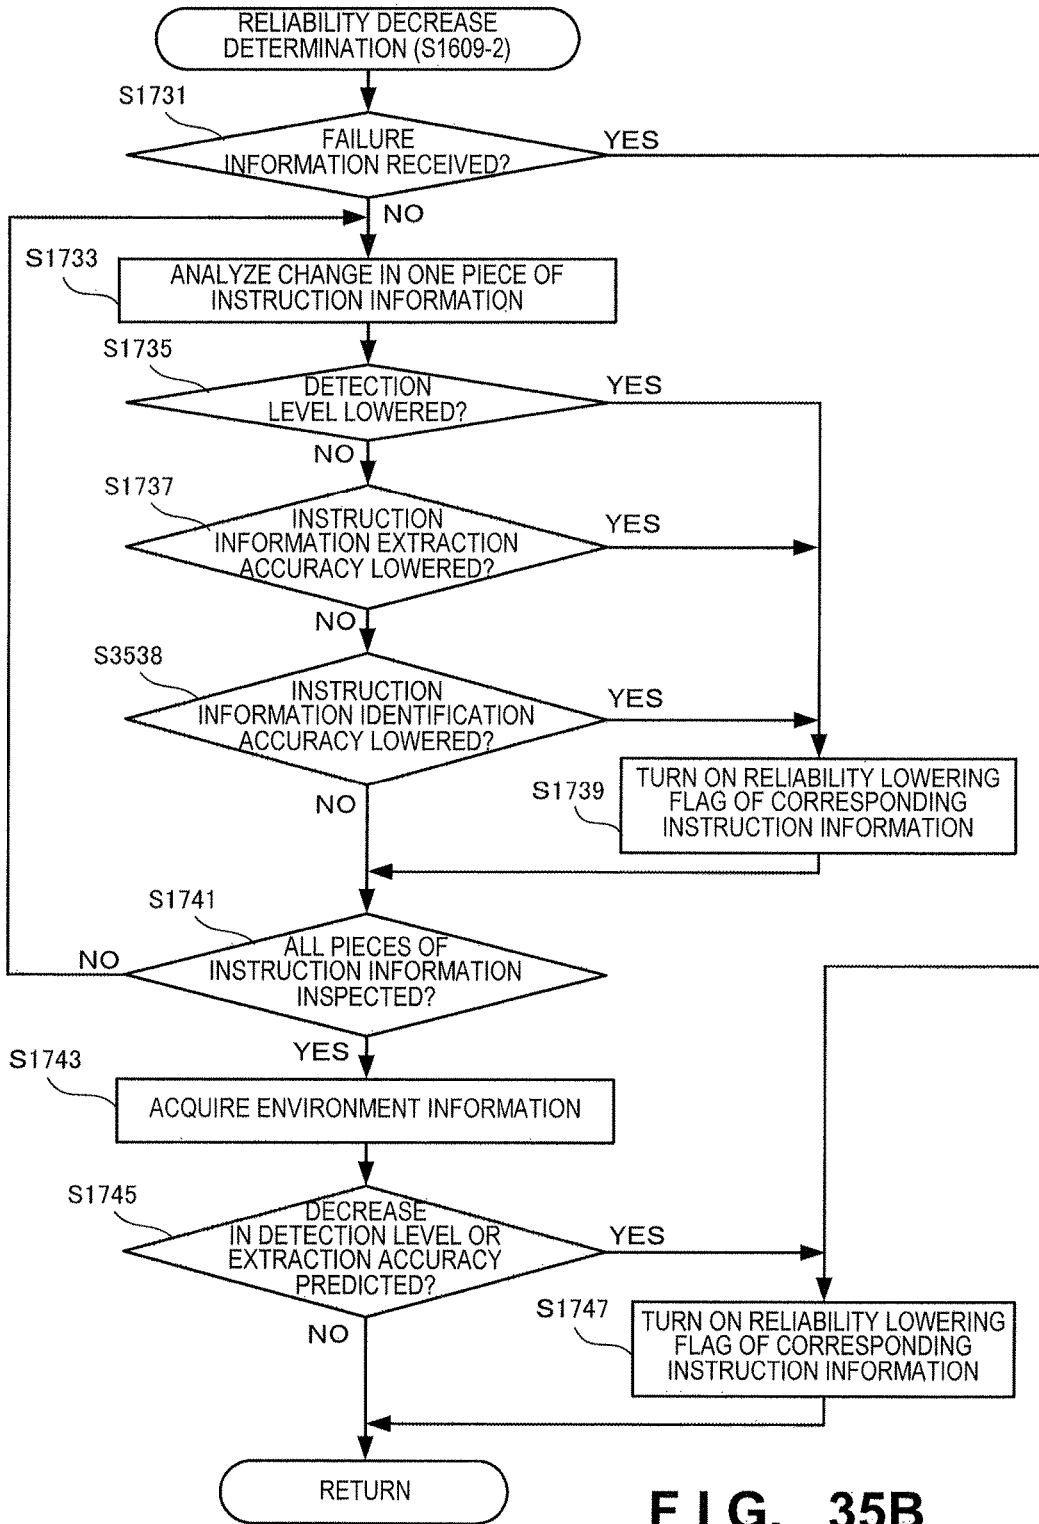 RELIABILITY DECREASE
DETERMINATION (S1609-2)
S1731
FAILURE
INFORMATION RECEIVED?
YES
NO
S1733
ANALYZE CHANGE IN ONE PIECE OF
INSTRUCTION INFORMATION
S1735
DETECTION
LEVEL LOWERED?
YES
NO
S1737
INSTRUCTION
INFORMATION EXTRACTION
ACCURACY LOWERED?
YES
NO
S3538
INSTRUCTION
INFORMATION IDENTIFICATION
ACCURACY LOWERED?
YES
NO
S1739
TURN ON RELIABILITY LOWERING
FLAG OF CORRESPONDING
INSTRUCTION INFORMATION
S1741
ALL PIECES OF
INSTRUCTION INFORMATION
INSPECTED?
NO
YES
S1743
ACQUIRE ENVIRONMENT INFORMATION
S1745
DECREASE
IN DETECTION LEVEL OR
EXTRACTION ACCURACY
PREDICTED?
YES
NO
S1747
TURN ON RELIABILITY LOWERING
FLAG OF CORRESPONDING
INSTRUCTION INFORMATION
RETURN
FIG. 35B